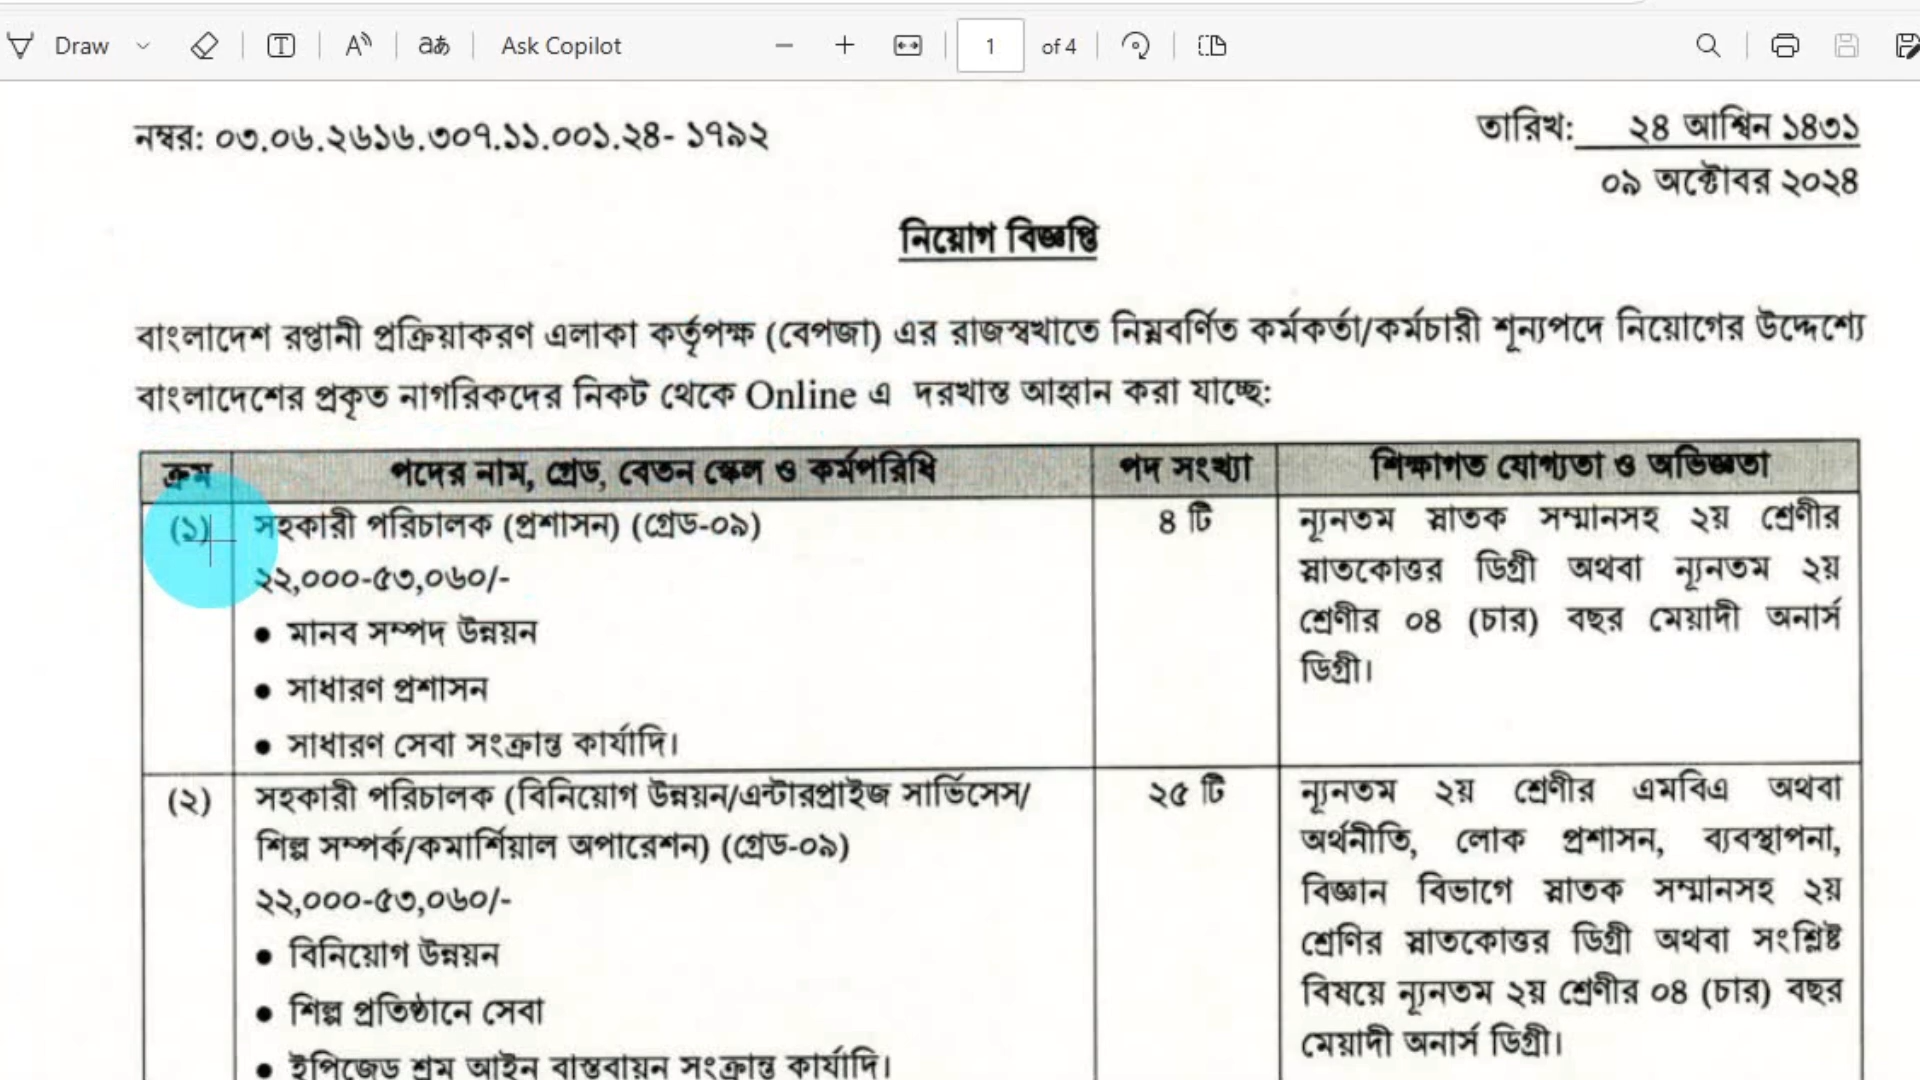 Draw
Ask Copilot
1 of 4
নম্বর: ০৩.০৬.২৬১৬.৩০৭.১১.০০১.২৪- ১৭৯২
তারিখ: ২৪ আশ্বিন ১৪৩১
০৯ অক্টোবর ২০২৪
নিয়োগ বিজ্ঞপ্তি
বাংলাদেশ রপ্তানী প্রক্রিয়াকরণ এলাকা কর্তৃপক্ষ (বেপজা) এর রাজস্বখাতে নিম্নবর্ণিত কর্মকর্তা/কর্মচারী শূন্যপদে নিয়োগের উদ্দেশ্যে
বাংলাদেশের প্রকৃত নাগরিকদের নিকট থেকে Online এ দরখাস্ত আহ্বান করা যাচ্ছে:
ক্রম পদের নাম, গ্রেড, বেতন স্কেল ও কর্মপরিধি পদ সংখ্যা শিক্ষাগত যোগ্যতা ও অভিজ্ঞতা
(১) সহকারী পরিচালক (প্রশাসন) (গ্রেড-০৯)
২২,০০০-৫৩,০৬০/-
• মানব সম্পদ উন্নয়ন
• সাধারণ প্রশাসন
• সাধারণ সেবা সংক্রান্ত কার্যাদি।
৪ টি
ন্যূনতম স্নাতক সম্মানসহ ২য় শ্রেণীর
স্নাতকোত্তর ডিগ্রী অথবা ন্যূনতম ২য়
শ্রেণীর ০৪ (চার) বছর মেয়াদী অনার্স
ডিগ্রী।
(২) সহকারী পরিচালক (বিনিয়োগ উন্নয়ন/এন্টারপ্রাইজ সার্ভিসেস/
শিল্প সম্পর্ক/কমার্শিয়াল অপারেশন) (গ্রেড-০৯)
২২,০০০-৫৩,০৬০/-
• বিনিয়োগ উন্নয়ন
• শিল্প প্রতিষ্ঠানে সেবা
• ইপিজেড শ্রম আইন বাস্তবায়ন সংক্রান্ত কার্যাদি।
২৫ টি
ন্যূনতম ২য় শ্রেণীর এমবিএ অথবা
অর্থনীতি, লোক প্রশাসন, ব্যবস্থাপনা,
বিজ্ঞান বিভাগে স্নাতক সম্মানসহ ২য়
শ্রেণির স্নাতকোত্তর ডিগ্রী অথবা সংশ্লিষ্ট
বিষয়ে ন্যূনতম ২য় শ্রেণীর ০৪ (চার) বছর
মেয়াদী অনার্স ডিগ্রী।